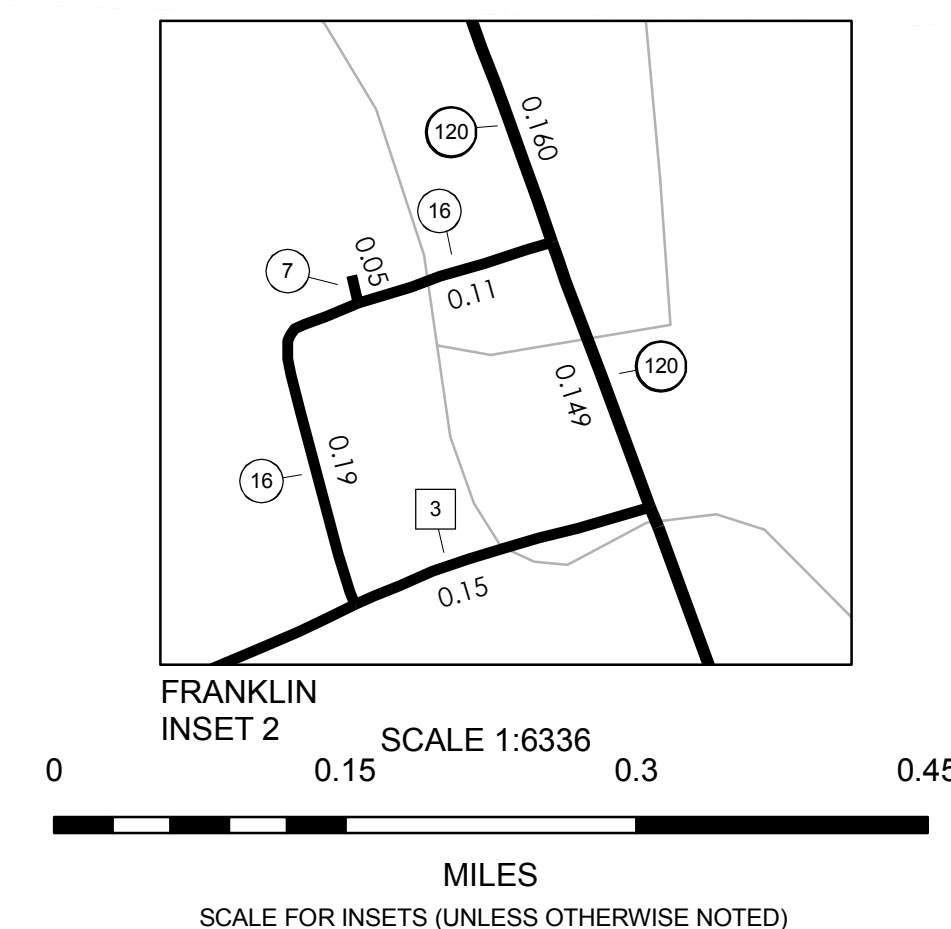 120
0.160
16
7
0.05
0.11
120
0.149
16
0.19
3
0.15
FRANKLIN
INSET 2
SCALE 1:6336
0 0.15 0.3 0.45
MILES
SCALE FOR INSETS (UNLESS OTHERWISE NOTED)